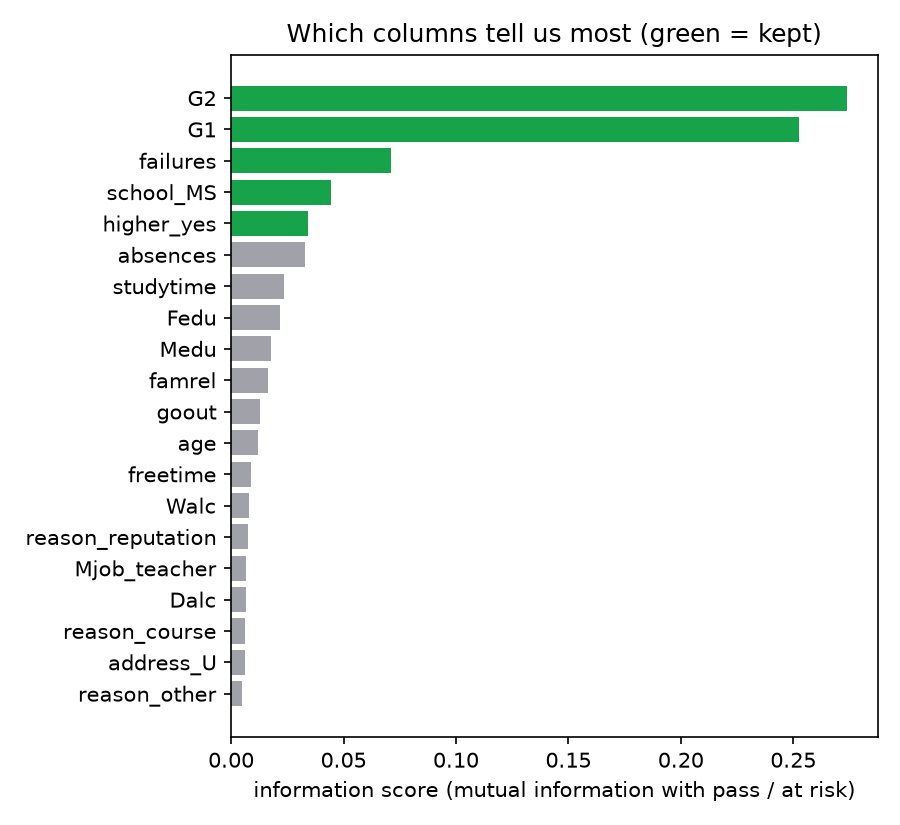 Which columns tell us most (green = kept)
G2
G1
failures
school_MS
higher_yes
absences
studytime
Fedu
Medu
famrel
goout
age
freetime
Walc
reason_reputation
Mjob_teacher
Dalc
reason_course
address_U
reason_other
0.00 0.05 0.10 0.15 0.20 0.25
information score (mutual information with pass / at risk)